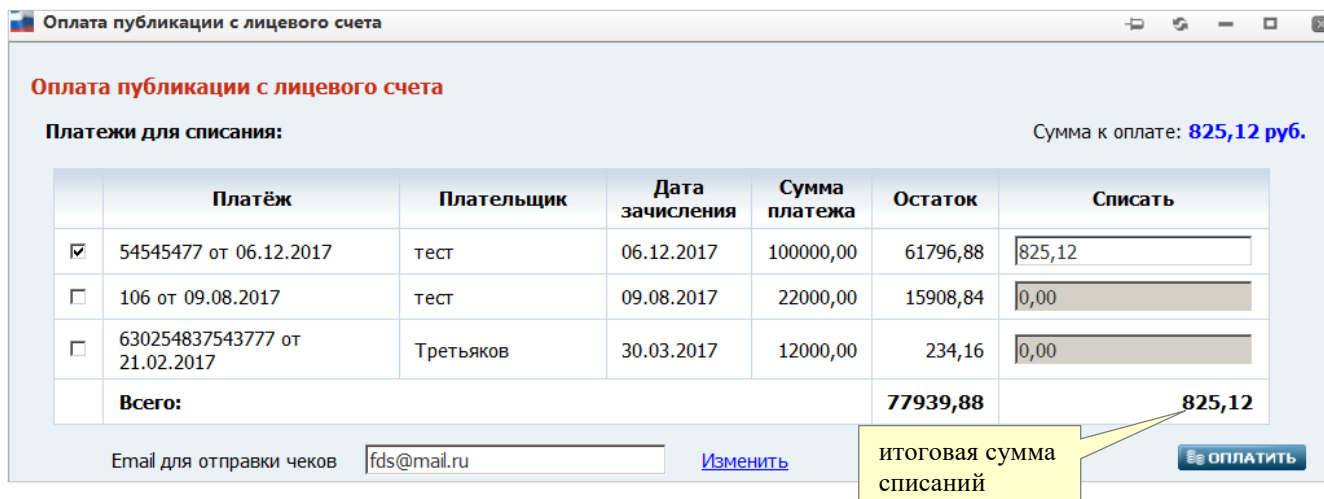 Оплата публикации с лицевого счета
Оплата публикации с лицевого счета
Платежи для списания:
Сумма к оплате: 825,12 руб.
Платёж Плательщик Дата зачисления Сумма платежа Остаток Списать
54545477 от 06.12.2017 тест 06.12.2017 100000,00 61796,88 825,12
106 от 09.08.2017 тест 09.08.2017 22000,00 15908,84 0,00
630254837543777 от 21.02.2017 Третьяков 30.03.2017 12000,00 234,16 0,00
Всего: 77939,88 825,12
Email для отправки чеков fds@mail.ru Изменить
итоговая сумма
списаний
ОПЛАТИТЬ